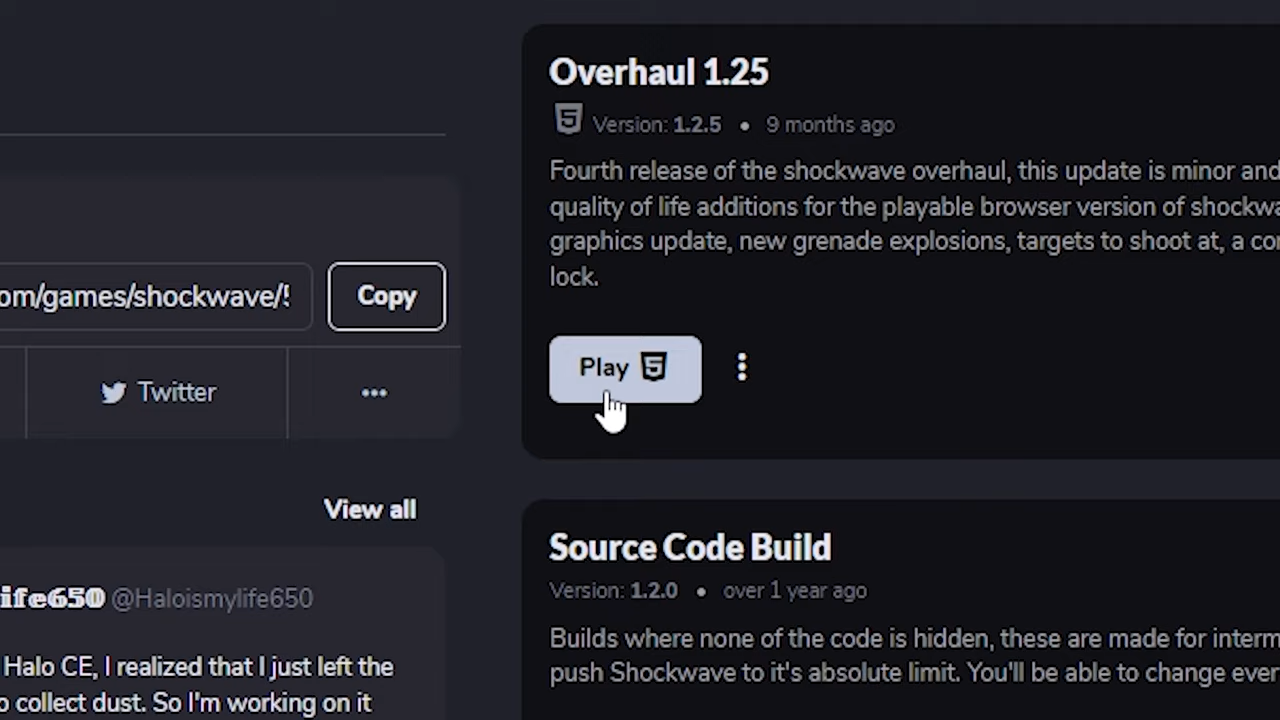 Overhaul 1.25
Version: 1.2.5 • 9 months ago
Fourth release of the shockwave overhaul, this update is minor and
quality of life additions for the playable browser version of
graphics update, new grenade explosions, targets to shoot at, a
lock.
Play
om/games/shockwave/
Copy
Twitter
View all
ife650 @Haloismylife650
Halo CE, I realized that I just left the
collect dust. So I'm working on it
Source Code Build
Version: 1.2.0 • over 1 year ago
Builds where none of the code is hidden, these are made for
push Shockwave to it's absolute limit. You'll be able to change